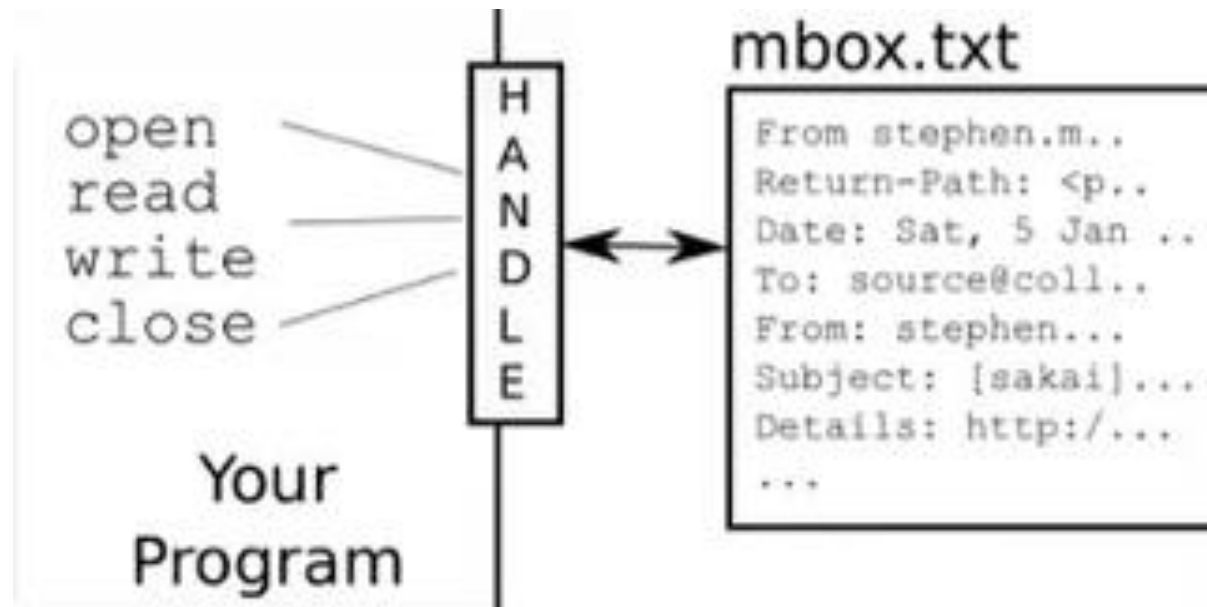 open
read
write
close
Your
Program
HANDLE
mbox.txt
From stephen.m..
Return-Path: <p..
Date: Sat, 5 Jan ..
To: source@coll..
From: stephen...
Subject: [sakai]...
Details: http:/...
...